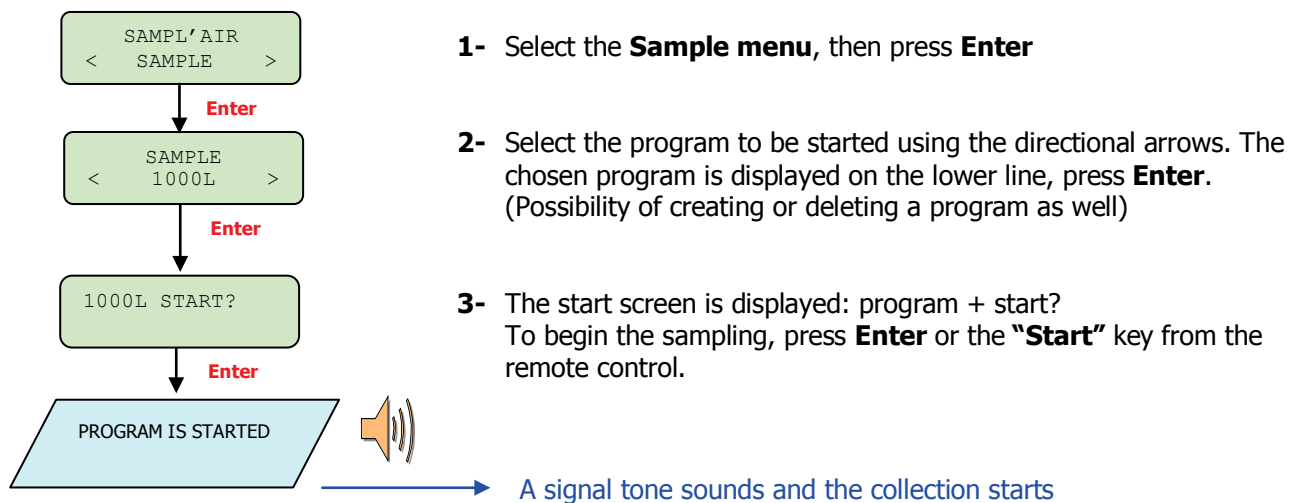 SAMPL’AIR
< SAMPLE >
Enter
SAMPLE
< 1000L >
Enter
1000L START?
Enter
PROGRAM IS STARTED
1- Select the Sample menu, then press Enter
2- Select the program to be started using the directional arrows. The
chosen program is displayed on the lower line, press Enter.
(Possibility of creating or deleting a program as well)
3- The start screen is displayed: program + start?
To begin the sampling, press Enter or the “Start” key from the
remote control.
A signal tone sounds and the collection starts